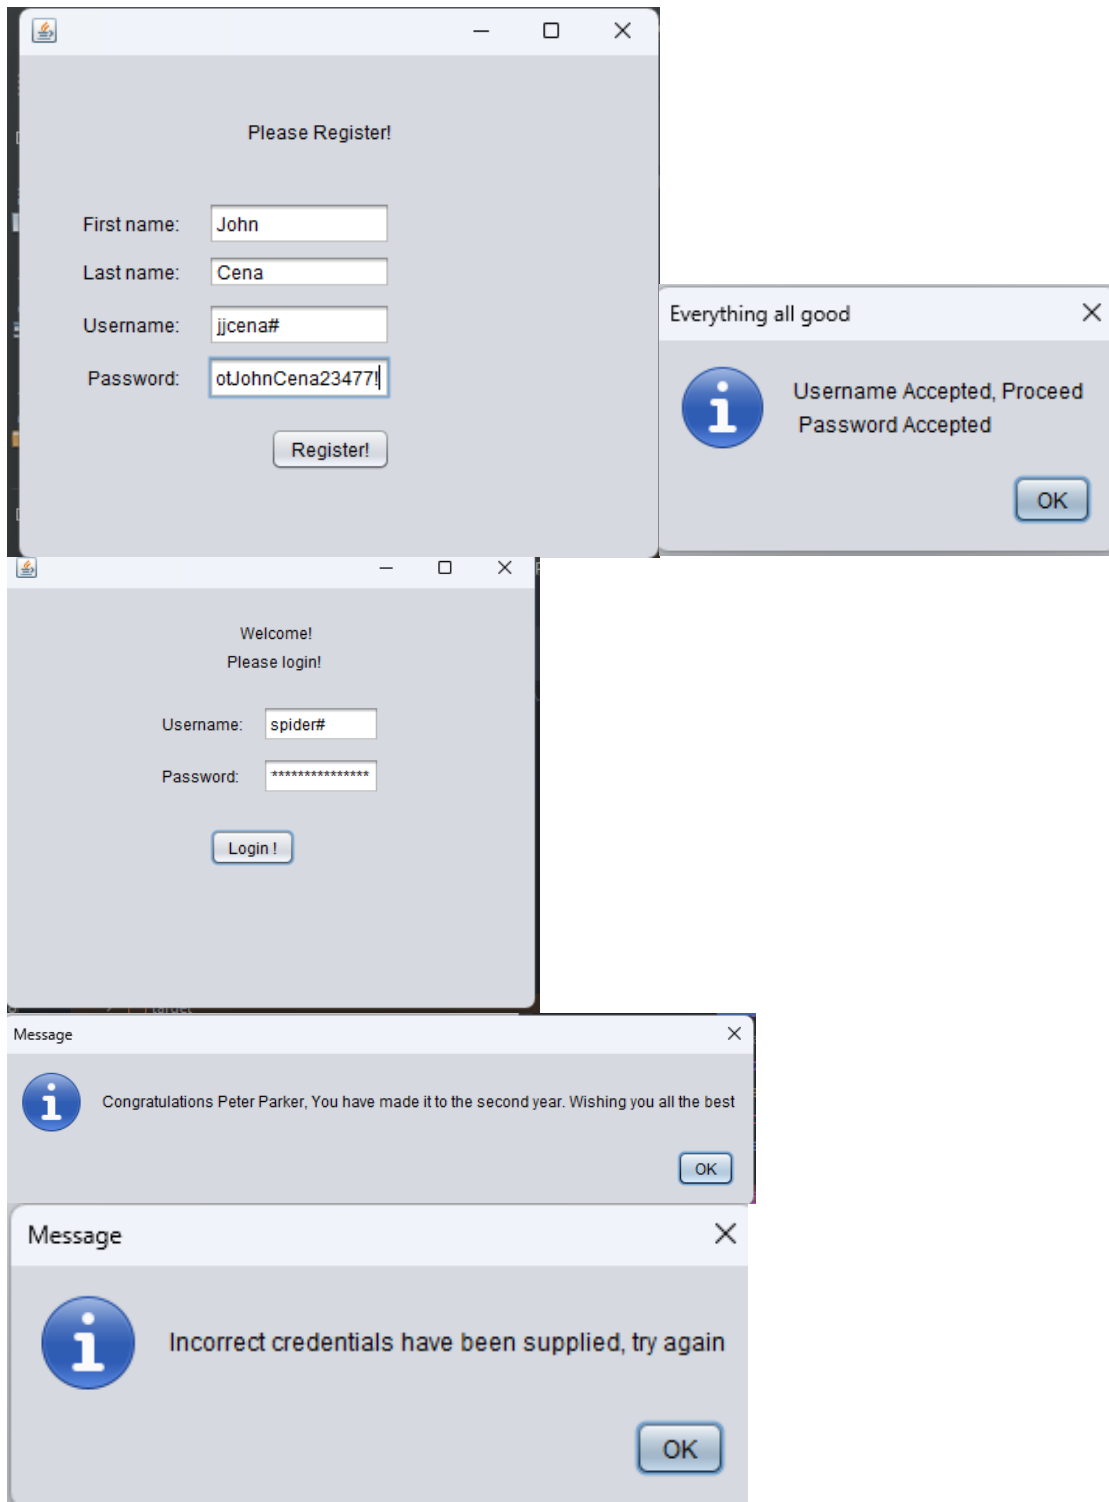 Please Register!
First name: John
Last name: Cena
Username: jjcena#
Password: otJohnCena23477!
Register!
Everything all good
Username Accepted, Proceed
Password Accepted
OK
Welcome!
Please login!
Username: spider#
Password: ***************
Login !
Message
Congratulations Peter Parker, You have made it to the second year. Wishing you all the best
OK
Message
Incorrect credentials have been supplied, try again
OK